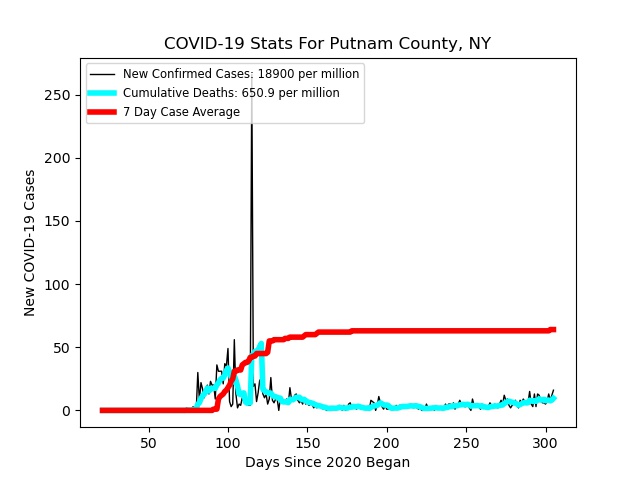 COVID-19 Stats For Putnam County, NY
New Confirmed Cases: 18900 per million
Cumulative Deaths: 650.9 per million
7 Day Case Average
New COVID-19 Cases
250
200
150
100
50
0
50 100 150 200 250 300
Days Since 2020 Began